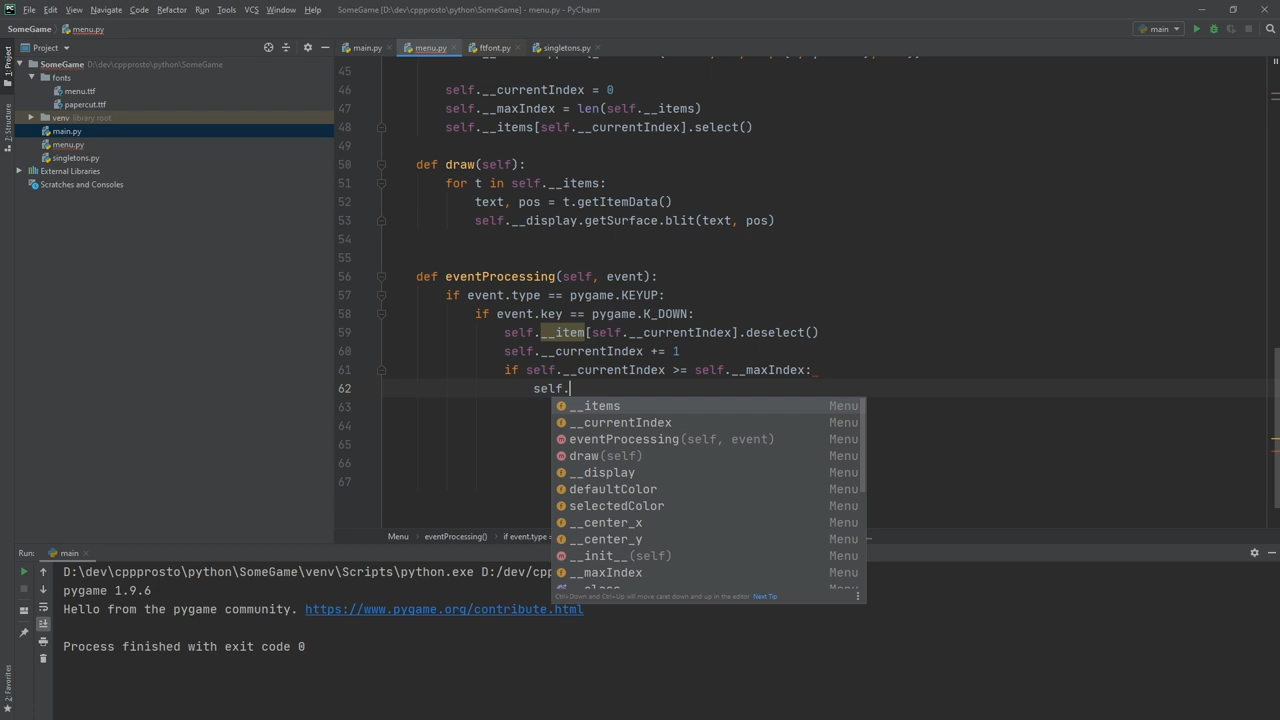 File Edit View Navigate Code Refactor Run Tools VCS Window Help SomeGame [D:\dev\cppprosto\python\SomeGame] - menu.py - PyCharm
SomeGame menu.py main
Project
main.py menu.py ftfont.py singletons.py
1: Project
SomeGame D:\dev\cppprosto\python\SomeGame
fonts
menu.ttf
papercut.ttf
venv library root
main.py
menu.py
singletons.py
External Libraries
Scratches and Consoles
7: Structure
45
46 self.__currentIndex = 0
47 self.__maxIndex = len(self.__items)
48 self.__items[self.__currentIndex].select()
49
50 def draw(self):
51 for t in self.__items:
52 text, pos = t.getItemData()
53 self.__display.getSurface.blit(text, pos)
54
55
56 def eventProcessing(self, event):
57 if event.type == pygame.KEYUP:
58 if event.key == pygame.K_DOWN:
59 self.__item[self.__currentIndex].deselect()
60 self.__currentIndex += 1
61 if self.__currentIndex >= self.__maxIndex:
62 self.
63
64
65
66
67
__items Menu
__currentIndex Menu
eventProcessing(self, event) Menu
draw(self) Menu
__display Menu
defaultColor Menu
selectedColor Menu
__center_x Menu
__center_y Menu
__init__(self) Menu
__maxIndex Menu
Ctrl+Down and Ctrl+Up will move caret down and up in the editor Next Tip
Menu eventProcessing() if event.type =
Run: main
D:\dev\cppprosto\python\SomeGame\venv\Scripts\python.exe D:/dev/cpp
pygame 1.9.6
Hello from the pygame community. https://www.pygame.org/contribute.html
Process finished with exit code 0
2: Favorites